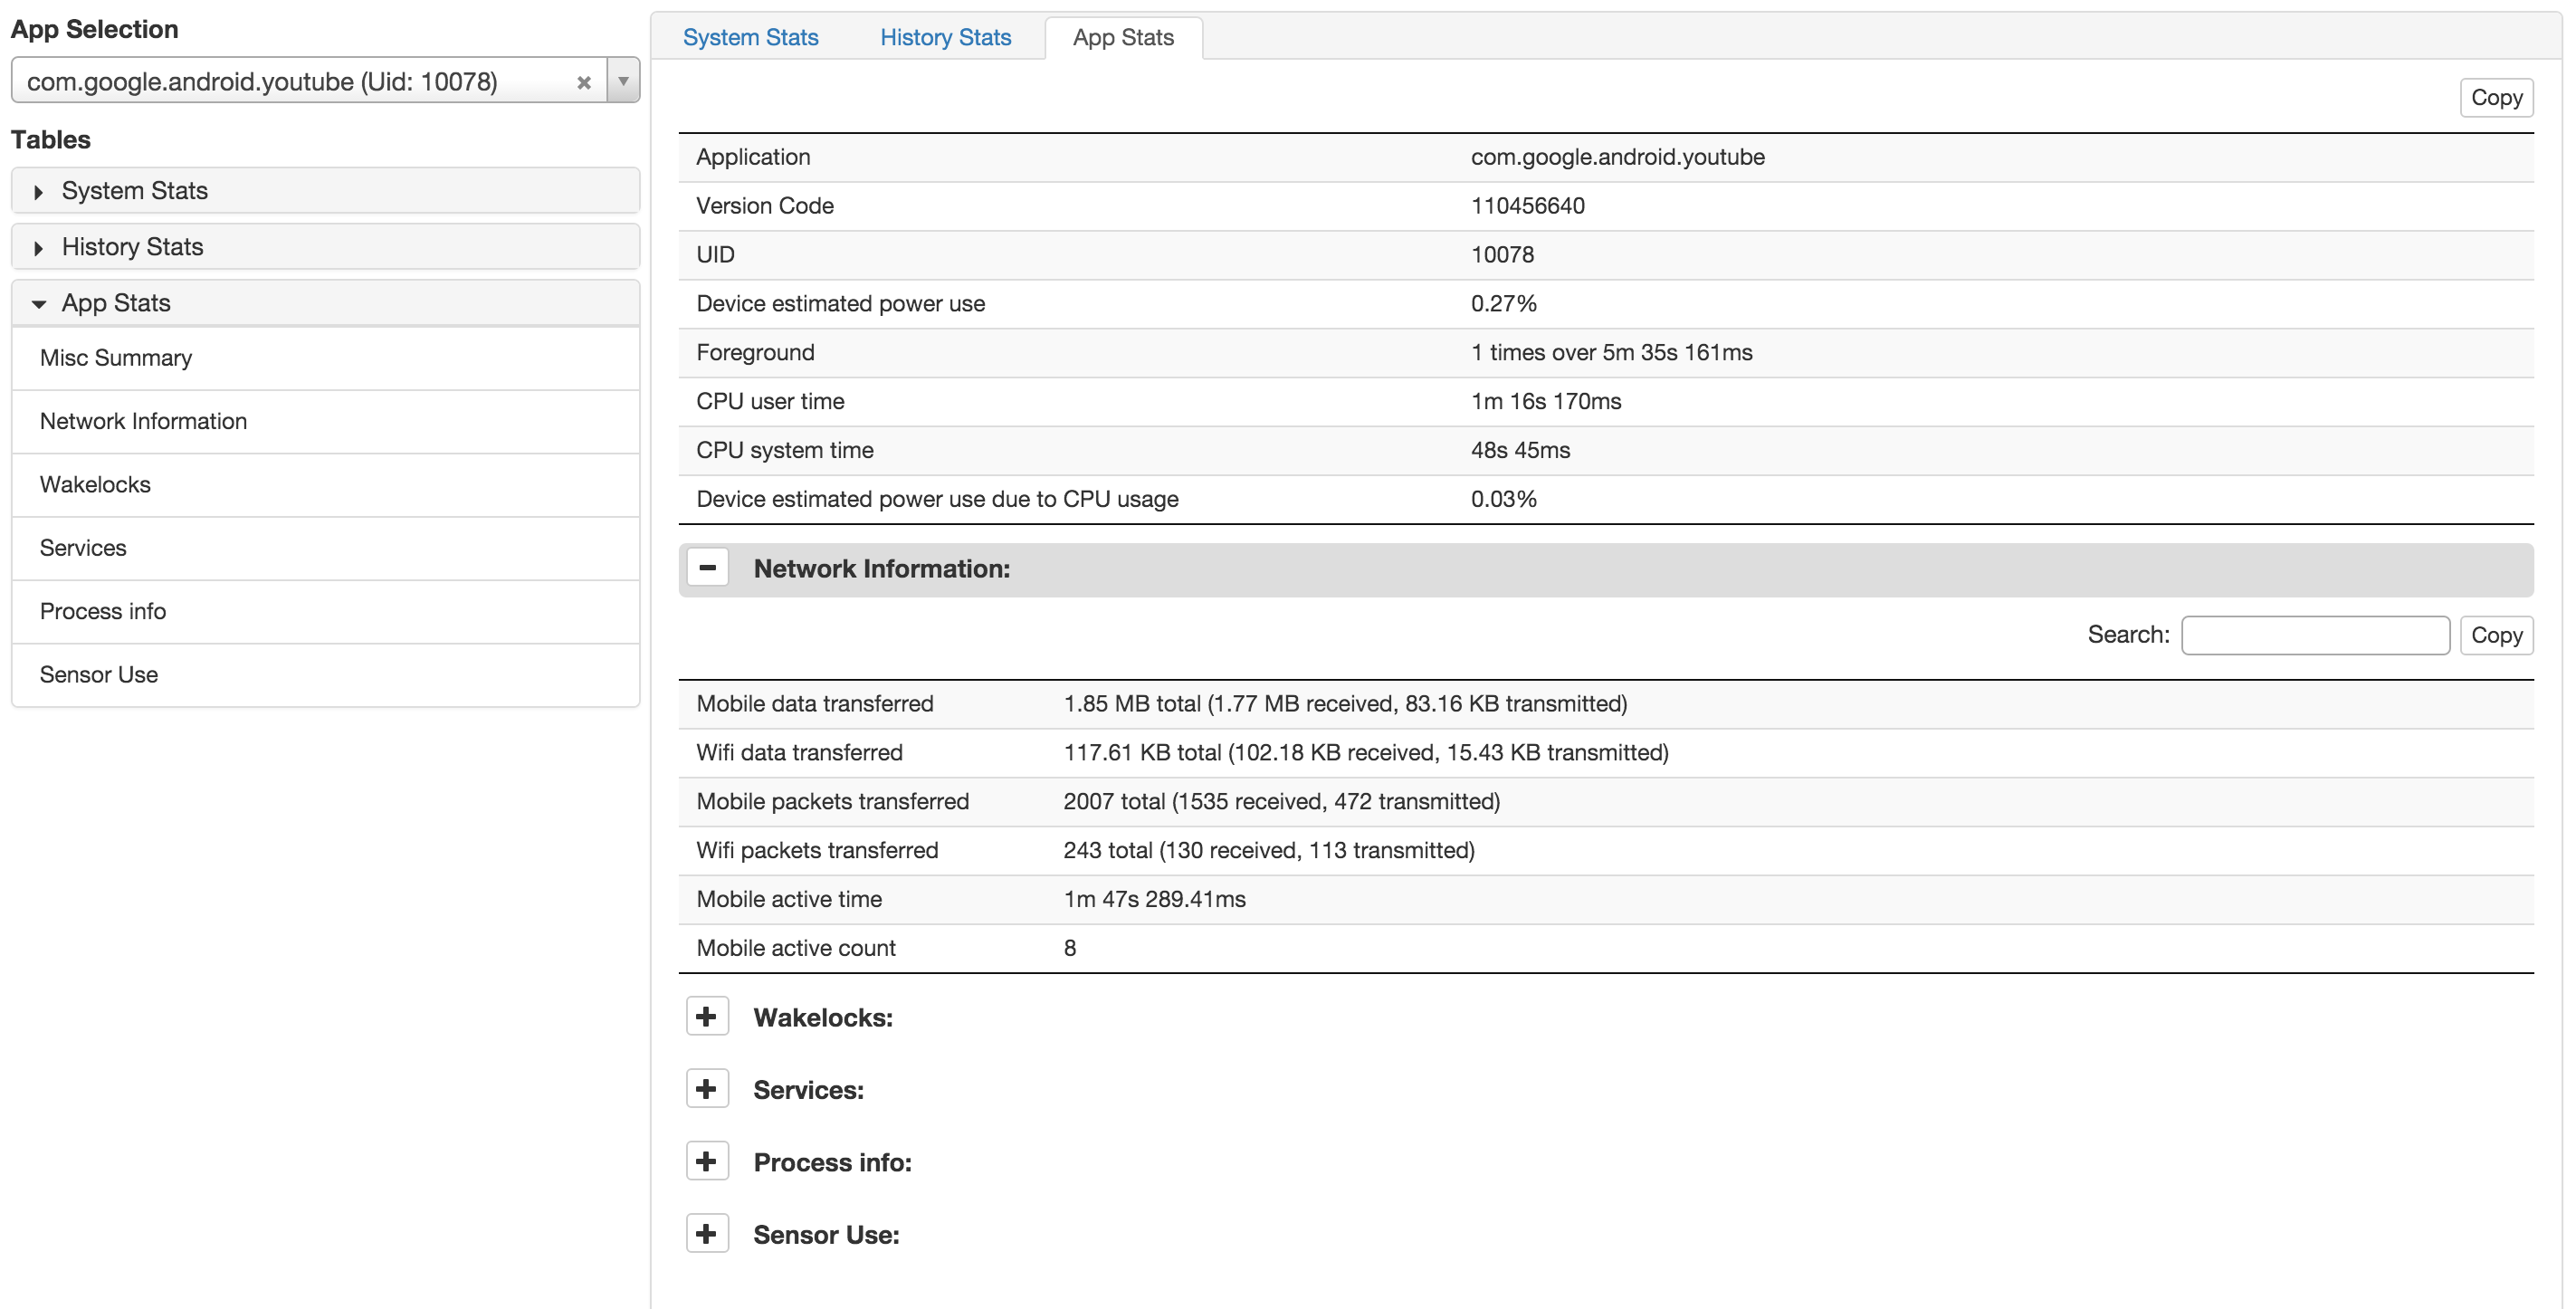 App Selection
com.google.android.youtube (Uid: 10078)
Tables
System Stats
History Stats
App Stats
Misc Summary
Network Information
Wakelocks
Services
Process info
Sensor Use
System Stats History Stats App Stats
Copy
Application com.google.android.youtube
Version Code 110456640
UID 10078
Device estimated power use 0.27%
Foreground 1 times over 5m 35s 161ms
CPU user time 1m 16s 170ms
CPU system time 48s 45ms
Device estimated power use due to CPU usage 0.03%
Network Information:
Search: Copy
Mobile data transferred 1.85 MB total (1.77 MB received, 83.16 KB transmitted)
Wifi data transferred 117.61 KB total (102.18 KB received, 15.43 KB transmitted)
Mobile packets transferred 2007 total (1535 received, 472 transmitted)
Wifi packets transferred 243 total (130 received, 113 transmitted)
Mobile active time 1m 47s 289.41ms
Mobile active count 8
Wakelocks:
Services:
Process info:
Sensor Use: